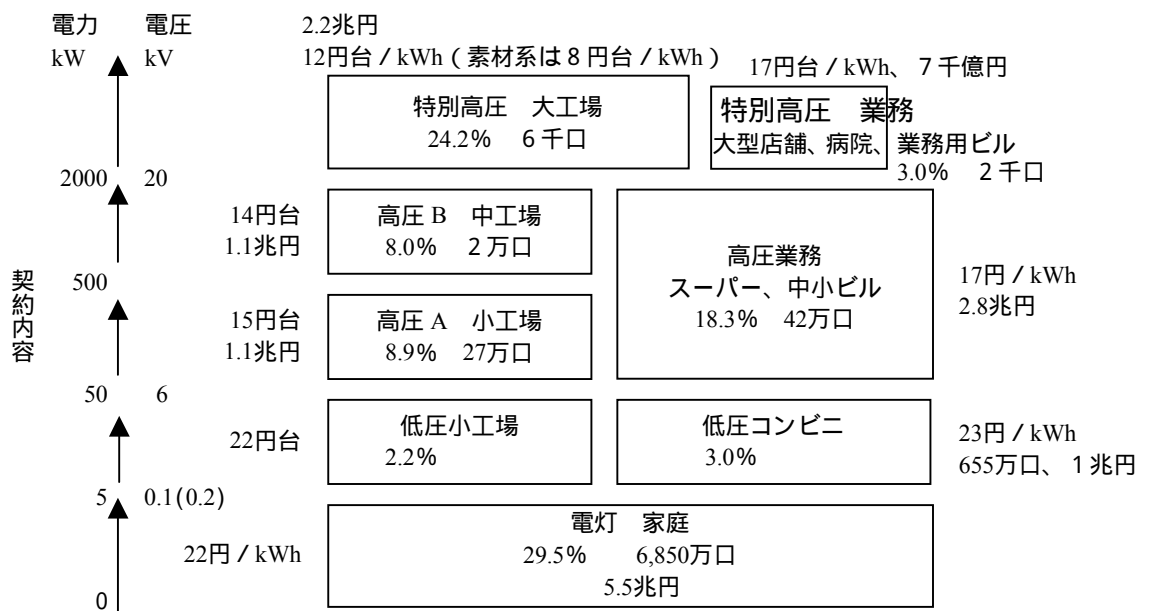 電力 電圧 2.2兆円
kW kV 12円台/kWh(素材系は8円台/kWh)
17円台/kWh、7千億円
特別高圧 大工場
24.2% 6千口
特別高圧 業務
大型店舗、病院、業務用ビル
3.0% 2千口
2000 20
14円台
1.1兆円
高圧B 中工場
8.0% 2万口
高圧業務
スーパー、中小ビル
18.3% 42万口
17円/kWh
2.8兆円
契約内容
500
15円台
1.1兆円
高圧A 小工場
8.9% 27万口
50 6
22円台
低圧小工場
2.2%
低圧コンビニ
3.0%
23円/kWh
655万口、1兆円
5 0.1(0.2)
22円/kWh
電灯 家庭
29.5% 6,850万口
5.5兆円
0